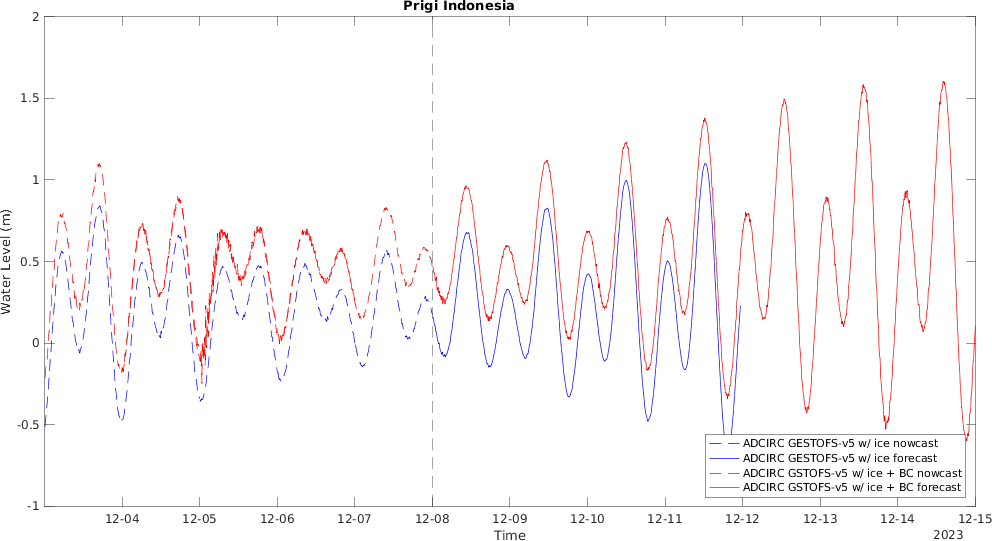 Prigi Indonesia
2
1.5
1
0.5
0
-0.5
-1
Water Level (m)
ADCIRC GESTOFS-v5 w/ ice nowcast
ADCIRC GESTOFS-v5 w/ ice forecast
ADCIRC GSTOFS-v5 w/ ice + BC nowcast
ADCIRC GSTOFS-v5 w/ ice + BC forecast
12-04 12-05 12-06 12-07 12-08 12-09 12-10 12-11 12-12 12-13 12-14 12-15
Time
2023